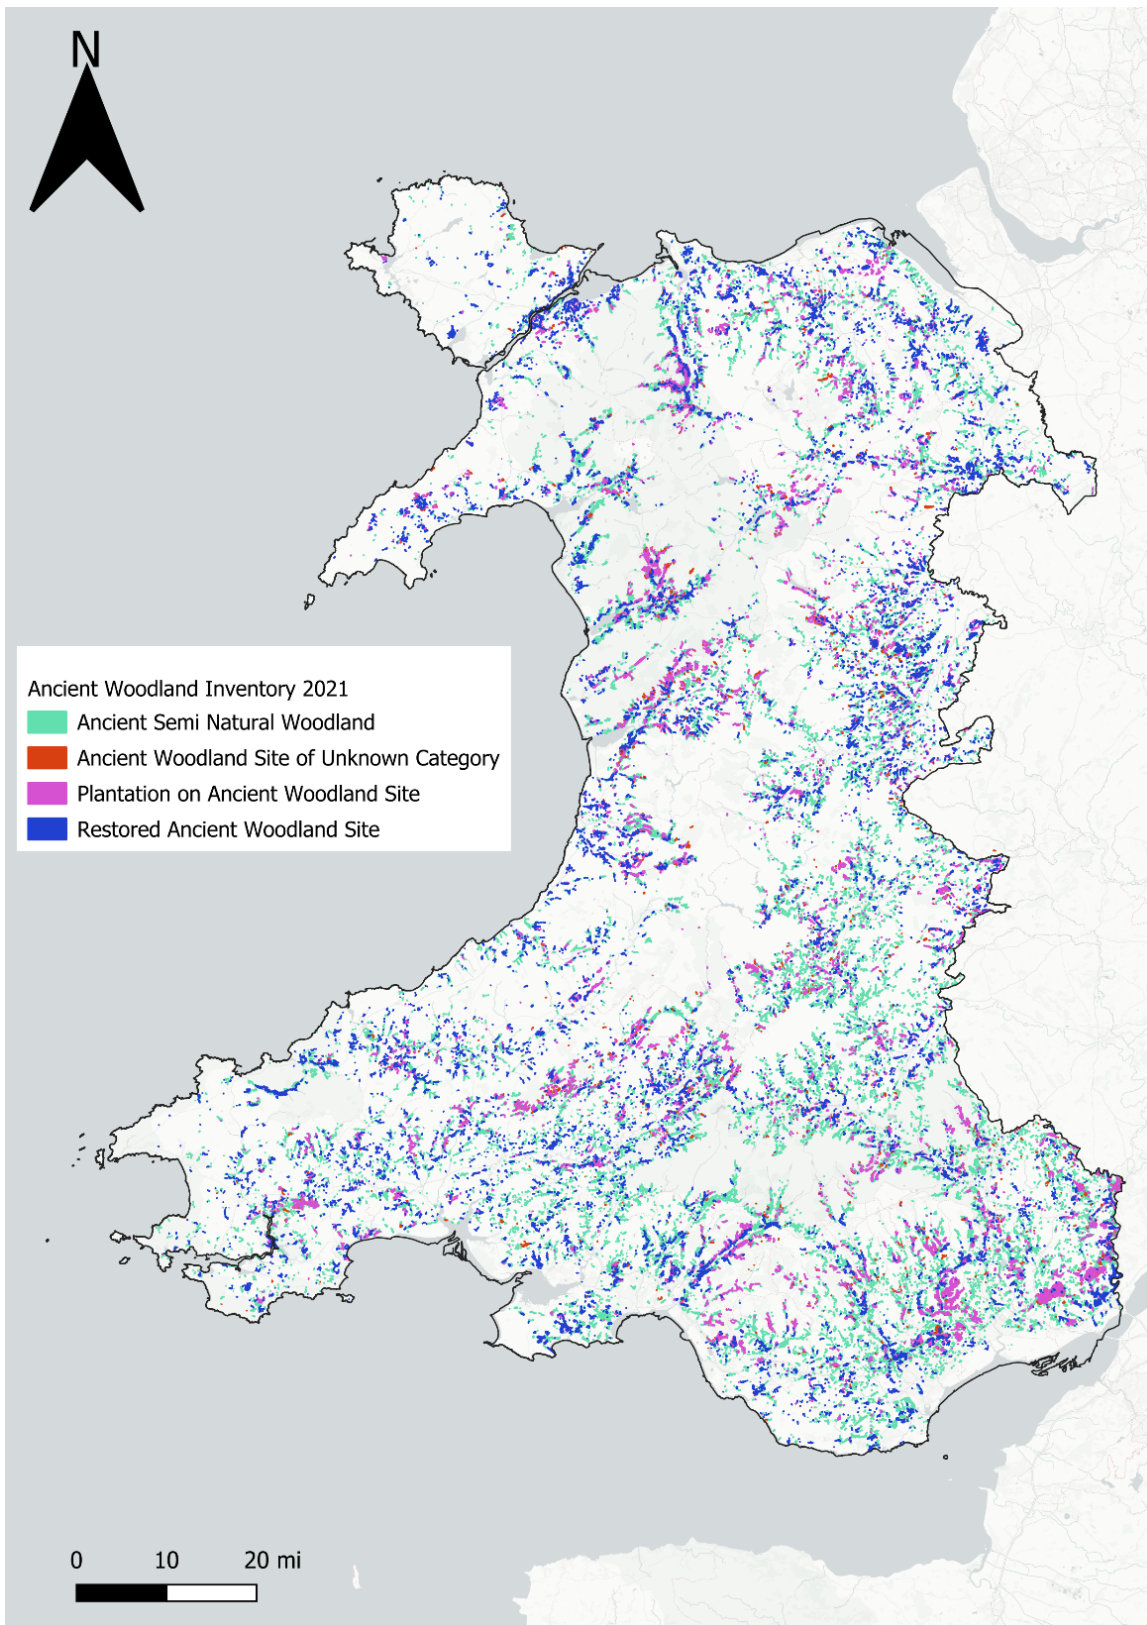 N
Ancient Woodland Inventory 2021
Ancient Semi Natural Woodland
Ancient Woodland Site of Unknown Category
Plantation on Ancient Woodland Site
Restored Ancient Woodland Site
0 10 20 mi